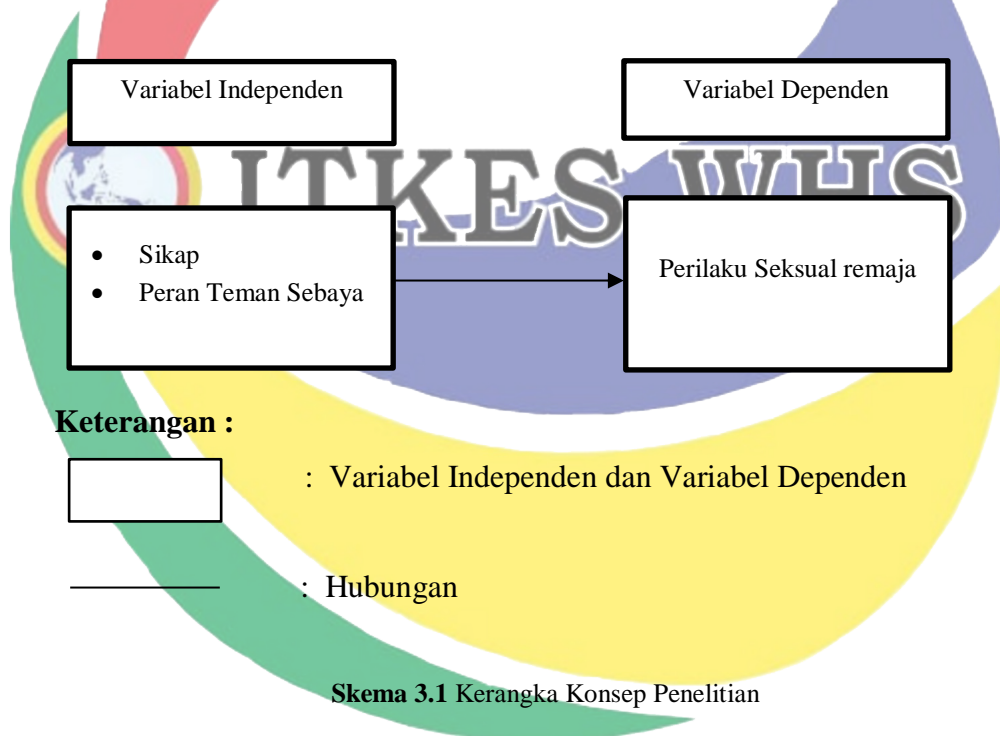 Variabel Independen
Variabel Dependen
ITKES WHS
• Sikap
• Peran Teman Sebaya
Perilaku Seksual remaja
Keterangan :
: Variabel Independen dan Variabel Dependen
: Hubungan
Skema 3.1 Kerangka Konsep Penelitian